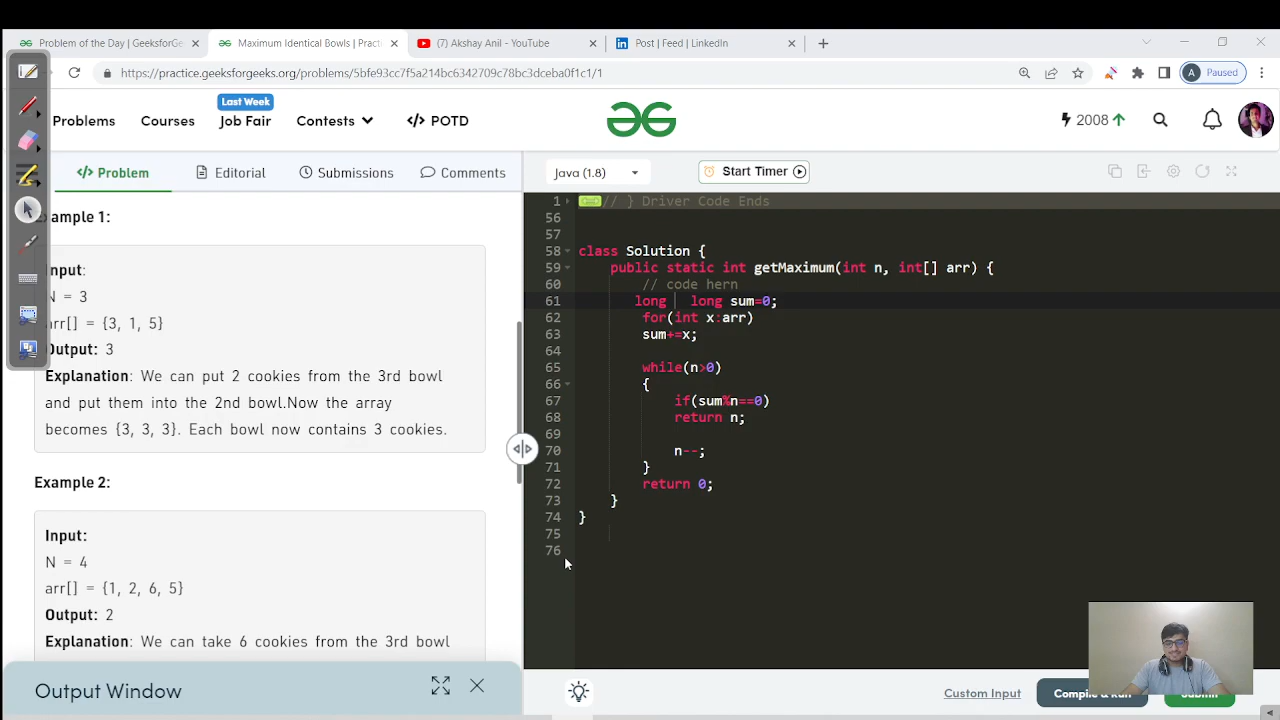 Problem of the Day | GeeksforGe
Maximum Identical Bowls | Pract
(7) Akshay Anil - YouTube
Post | Feed | LinkedIn
https://practice.geeksforgeeks.org/problems/5bfe93cc7f5a214bc6342709c78bc3dceba0f1c1/1
A Paused
Last Week
Problems Courses Job Fair Contests </> POTD
2008
</> Problem Editorial Submissions Comments
Java (1.8) Start Timer
Example 1:
Input:
N = 3
arr[] = {3, 1, 5}
Output: 3
Explanation: We can put 2 cookies from the 3rd bowl
and put them into the 2nd bowl.Now the array
becomes {3, 3, 3}. Each bowl now contains 3 cookies.
Example 2:
Input:
N = 4
arr[] = {1, 2, 6, 5}
Output: 2
Explanation: We can take 6 cookies from the 3rd bowl
Output Window
1 // } Driver Code Ends
56
57
58 class Solution {
59 public static int getMaximum(int n, int[] arr) {
60 // code hern
61 long long sum=0;
62 for(int x:arr)
63 sum+=x;
64
65 while(n>0)
66 {
67 if(sum%n==0)
68 return n;
69
70 n--;
71 }
72 return 0;
73 }
74 }
75
76
Custom Input Compile & Run Submit